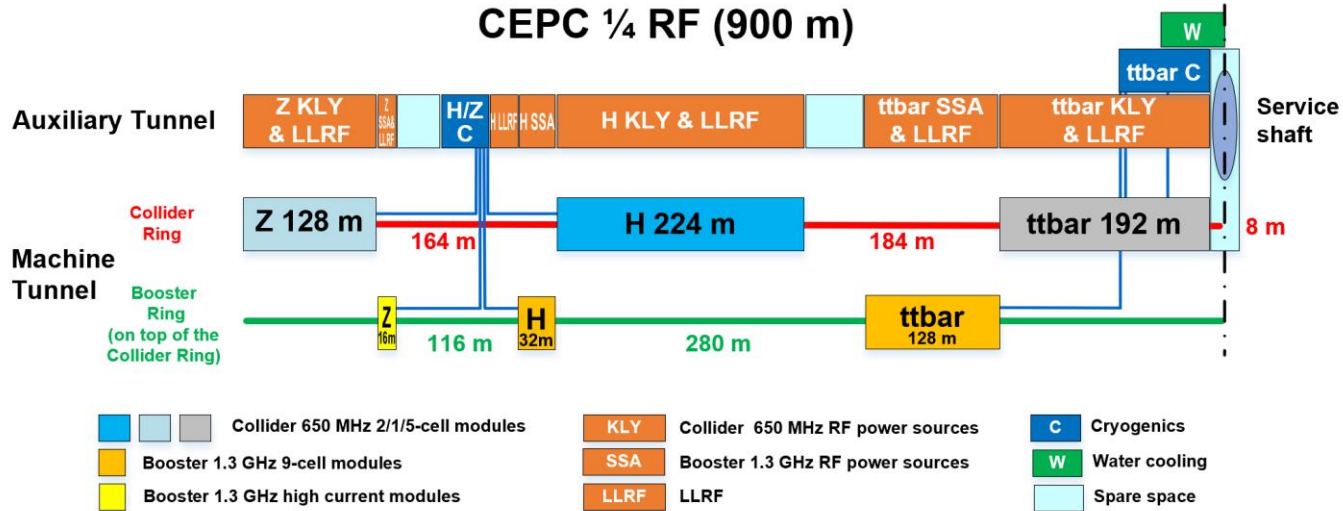 CEPC ¼ RF (900 m)
W
ttbar C
Auxiliary Tunnel
Z KLY
& LLRF
Z
SSA&
LLRF
H/Z
C
H LLRF
H SSA
H KLY & LLRF
ttbar SSA
& LLRF
ttbar KLY
& LLRF
Service
shaft
Collider
Ring
Z 128 m
164 m
H 224 m
184 m
ttbar 192 m
8 m
Machine
Tunnel
Booster
Ring
(on top of the
Collider Ring)
Z
16m
116 m
H
32m
280 m
ttbar
128 m
Collider 650 MHz 2/1/5-cell modules
KLY
Collider 650 MHz RF power sources
C
Cryogenics
Booster 1.3 GHz 9-cell modules
SSA
Booster 1.3 GHz RF power sources
W
Water cooling
Booster 1.3 GHz high current modules
LLRF
LLRF
Spare space